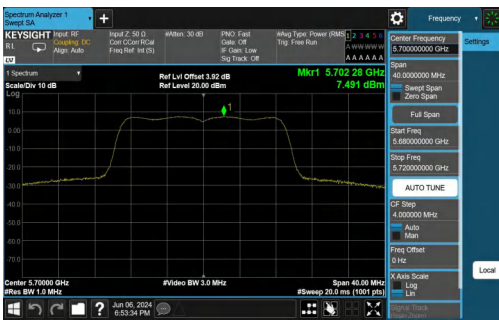 Spectrum Analyzer 1
Swept SA
Frequency
KEYSIGHT
RL
LV
Input: RF
Coupling: DC
Align: Auto
Input Z: 50 Ω
Corr CCorr RCal
Freq Ref: Int (S)
#Atten: 30 dB
PNO: Fast
Gate: Off
IF Gain: Low
Sig Track: Off
#Avg Type: Power (RMS)
Trig: Free Run
1 2 3 4 5 6
A W W W W W
A A A A A A
Center Frequency
5.700000000 GHz
Settings
1 Spectrum
Scale/Div 10 dB
Log
Ref Lvl Offset 3.92 dB
Ref Level 20.00 dBm
Mkr1 5.702 28 GHz
7.491 dBm
Span
40.0000000 MHz
Swept Span
Zero Span
Full Span
Start Freq
5.680000000 GHz
Stop Freq
5.720000000 GHz
AUTO TUNE
CF Step
4.000000 MHz
Auto
Man
Freq Offset
0 Hz
X Axis Scale
Log
Lin
Signal Track
Local
10.0
0.00
-10.0
-20.0
-30.0
-40.0
-50.0
-60.0
-70.0
1
Center 5.70000 GHz
#Res BW 1.0 MHz
#Video BW 3.0 MHz
Span 40.00 MHz
#Sweep 20.0 ms (1001 pts)
?
Jun 06, 2024
6:53:34 PM